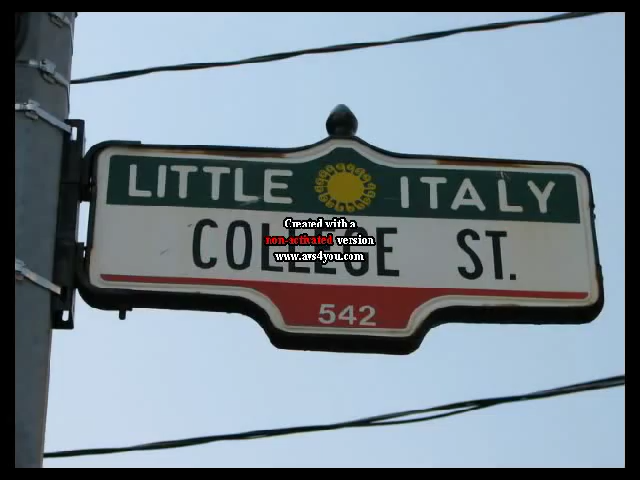 LITTLE ITALY
COLLEGE ST.
Created with a
non-activated version
www.avs4you.com
542